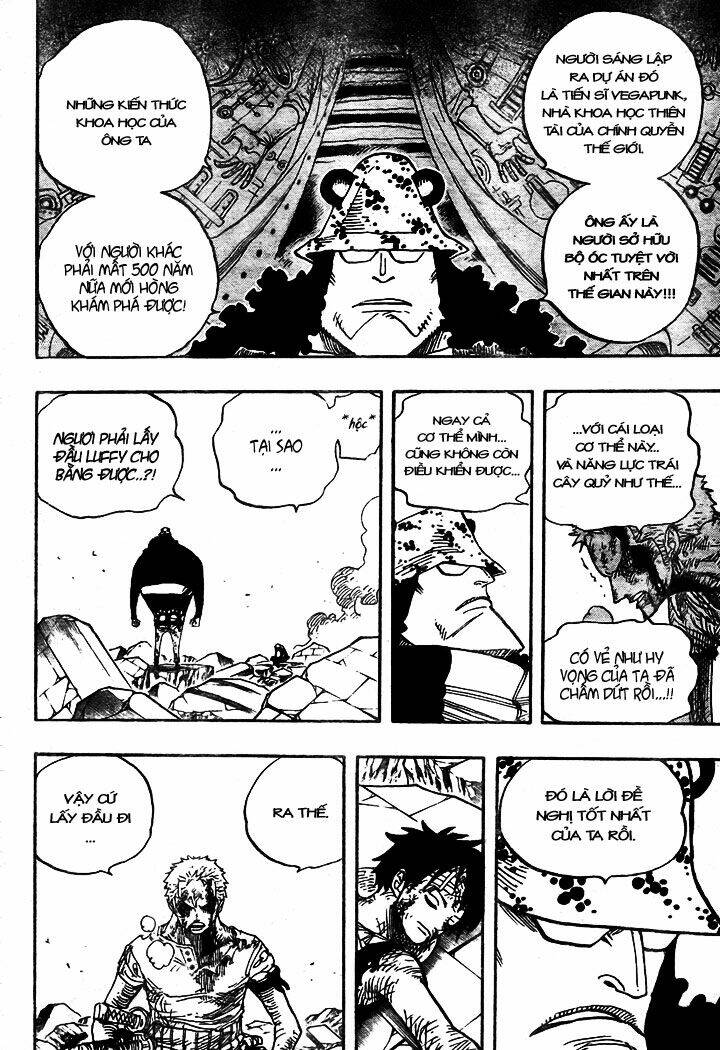 NGƯỜI SÁNG LẬP
RA DỰ ÁN ĐÓ
LÀ TIẾN SĨ VEGAPUNK,
NHÀ KHOA HỌC THIÊN
TÀI CỦA CHÍNH QUYỀN
THẾ GIỚI.
ÔNG ẤY LÀ
NGƯỜI SỞ HỮU
BỘ ÓC TUYỆT VỜI
NHẤT TRÊN
THẾ GIAN NÀY!!!
NHỮNG KIẾN THỨC
KHOA HỌC CỦA
ÔNG TA
VỚI NGƯỜI KHÁC
PHẢI MẤT 500 NĂM
NỮA MỚI HÒNG
KHÁM PHÁ ĐƯỢC!
...VỚI CÁI LOẠI
CƠ THỂ NÀY..
VÀ NĂNG LỰC TRÁI
CÂY QUỶ NHƯ THẾ...
CÓ VẺ NHƯ HY
VỌNG CỦA TA ĐÃ
CHẤM DỨT RỒI...!!
NGAY CẢ
CƠ THỂ MÌNH...
CŨNG KHÔNG CÒN
ĐIỀU KHIỂN ĐƯỢC...
*hộc*
...
TẠI SAO
...
NGƯƠI PHẢI LẤY
ĐẦU LUFFY CHO
BẰNG ĐƯỢC..?!
ĐÓ LÀ LỜI ĐỀ
NGHỊ TỐT NHẤT
CỦA TA RỒI.
RA THẾ.
VẬY CỨ
LẤY ĐẦU ĐI
...